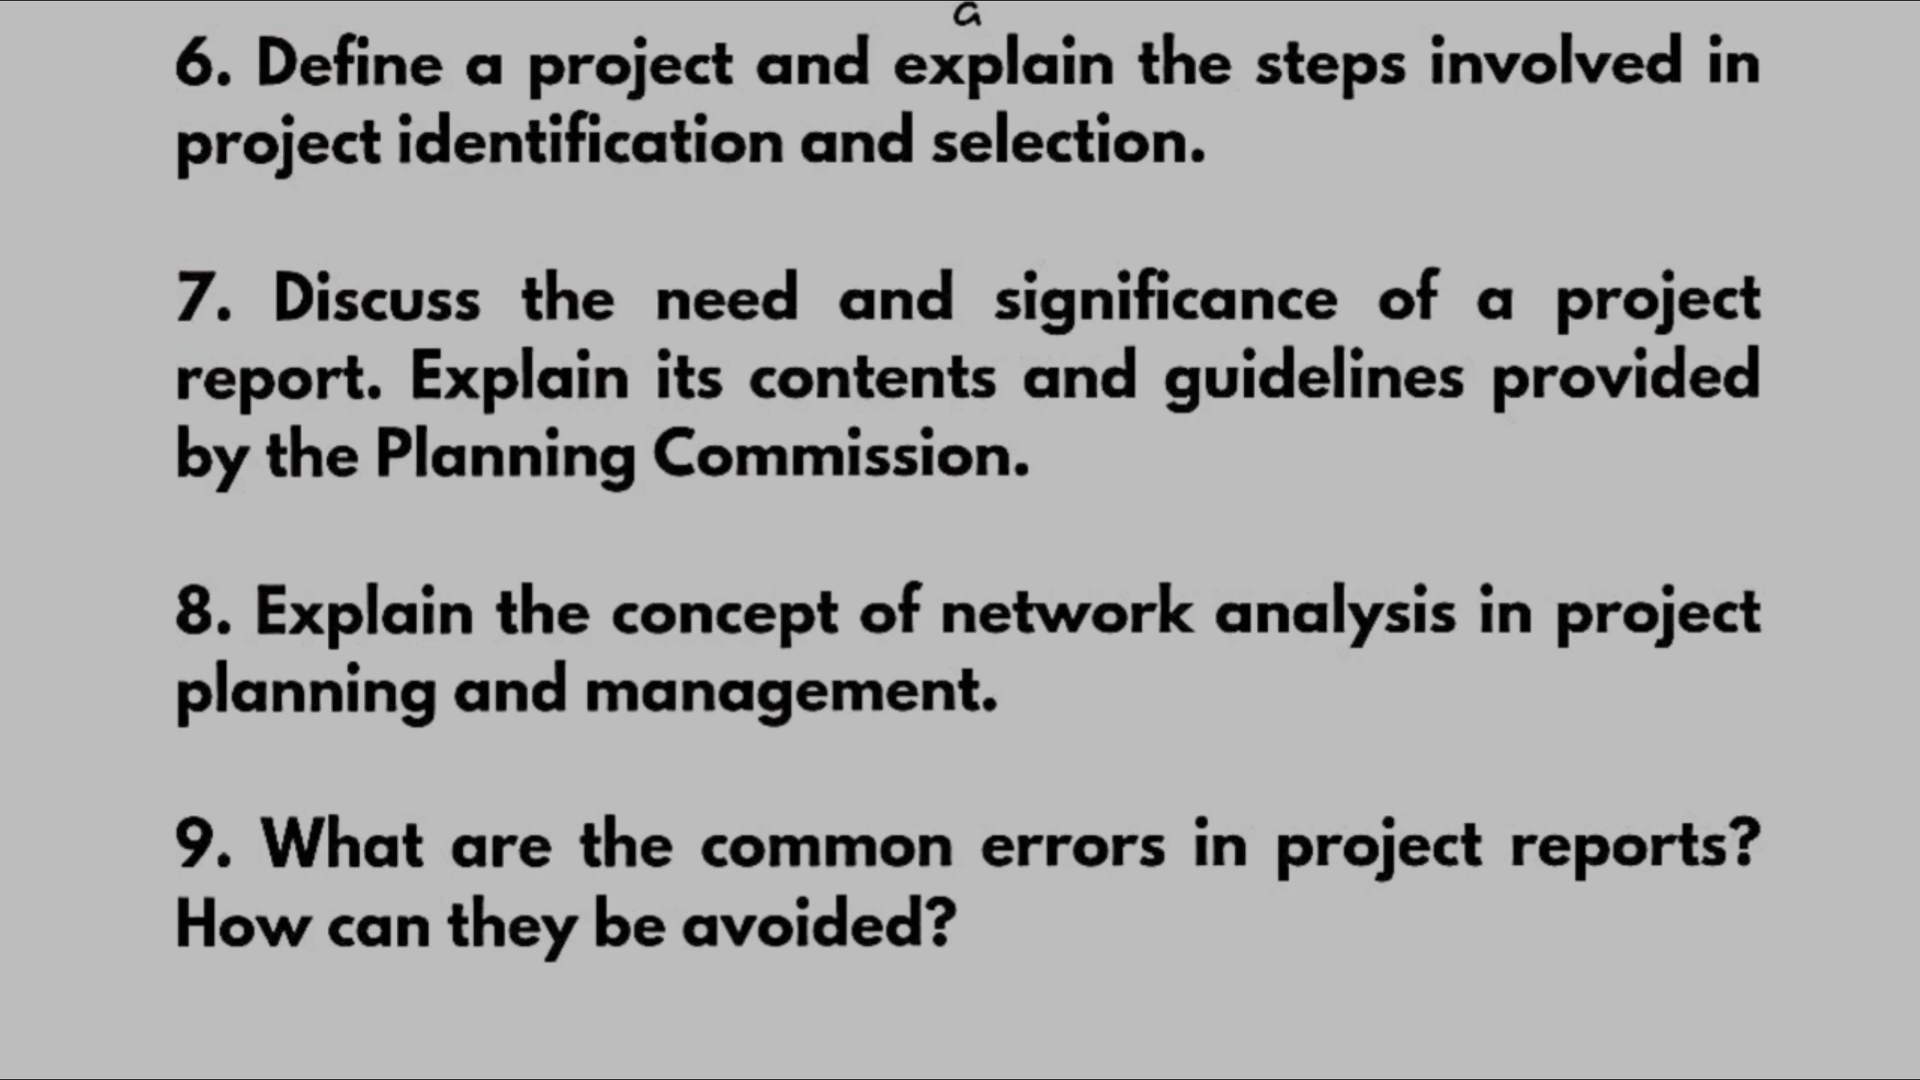 a
6. Define a project and explain the steps involved in
project identification and selection.
7. Discuss the need and significance of a project
report. Explain its contents and guidelines provided
by the Planning Commission.
8. Explain the concept of network analysis in project
planning and management.
9. What are the common errors in project reports?
How can they be avoided?